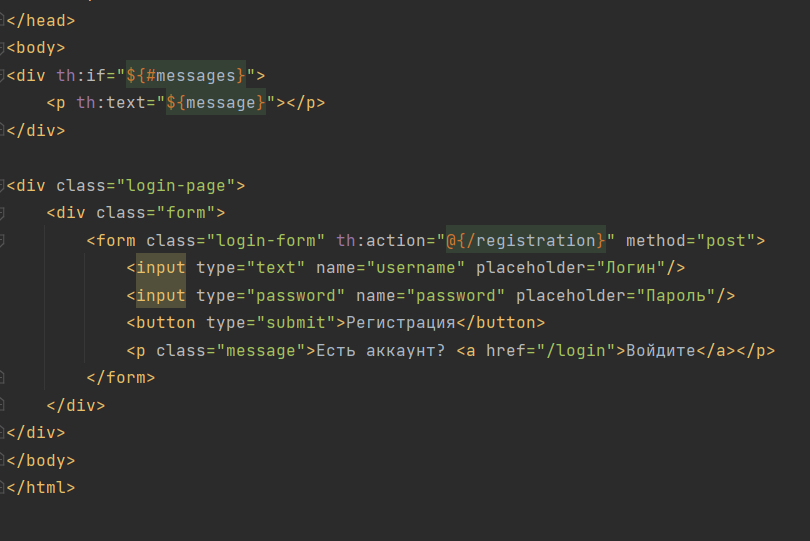 </head>
<body>
<div th:if="${#messages}">
    <p th:text="${message}"></p>
</div>

<div class="login-page">
    <div class="form">
        <form class="login-form" th:action="@{/registration}" method="post">
            <input type="text" name="username" placeholder="Логин"/>
            <input type="password" name="password" placeholder="Пароль"/>
            <button type="submit">Регистрация</button>
            <p class="message">Есть аккаунт? <a href="/login">Войдите</a></p>
        </form>
    </div>
</div>
</body>
</html>